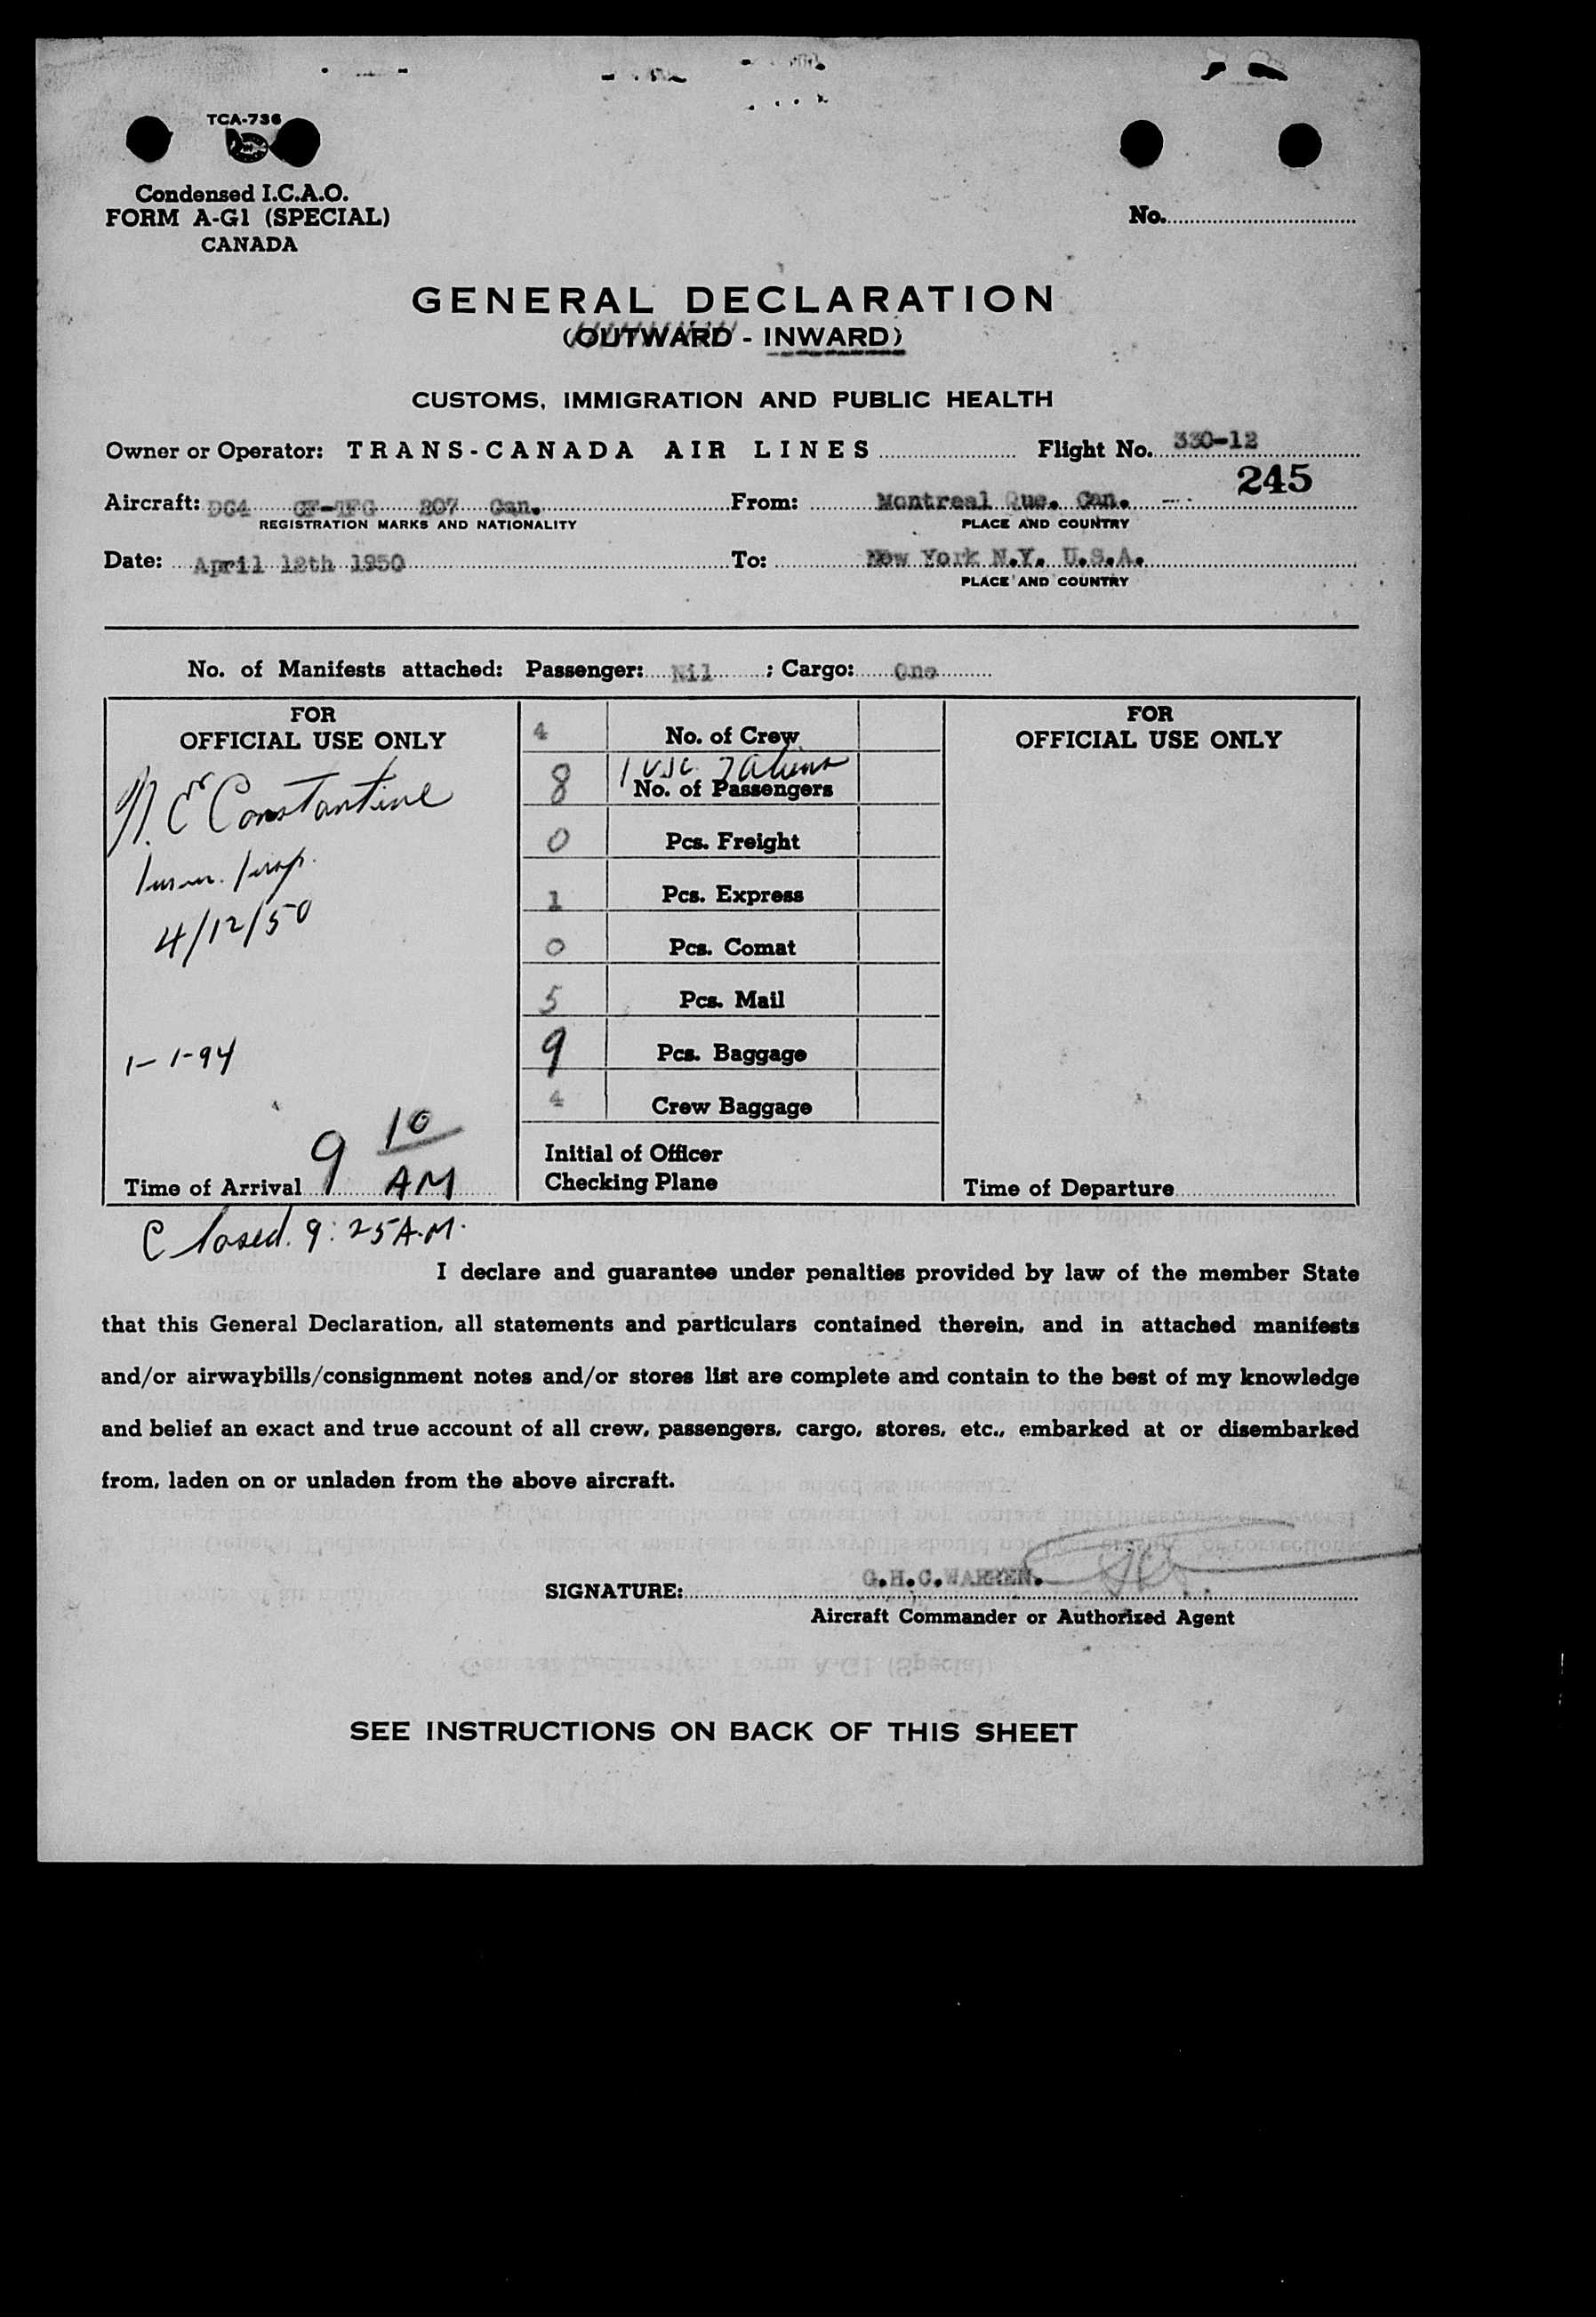 TCA-736
Condensed I.C.A.O.
FORM A-G1 (SPECIAL)
CANADA
No.
GENERAL DECLARATION
(OUTWARD - INWARD)
CUSTOMS, IMMIGRATION AND PUBLIC HEALTH
Owner or Operator: TRANS-CANADA AIR LINES Flight No. 330-12
245
Aircraft: DC4 CF-TFG 207 Can. From: Montreal Que. Can.
REGISTRATION MARKS AND NATIONALITY PLACE AND COUNTRY
Date: April 12th 1950 To: New York N.Y. U.S.A.
PLACE AND COUNTRY
No. of Manifests attached: Passenger: Nil ; Cargo: One
FOR
OFFICIAL USE ONLY
Constantine
Imm. Insp.
4/12/50
1-1-94
9 10
AM
Time of Arrival
Closed. 9:25 A.M.
4 No. of Crew
1 USC 7 Aliens
8 No. of Passengers
0 Pcs. Freight
1 Pcs. Express
0 Pcs. Comat
5 Pcs. Mail
9 Pcs. Baggage
4 Crew Baggage
Initial of Officer
Checking Plane
FOR
OFFICIAL USE ONLY
Time of Departure
I declare and guarantee under penalties provided by law of the member State
that this General Declaration, all statements and particulars contained therein, and in attached manifests
and/or airwaybills/consignment notes and/or stores list are complete and contain to the best of my knowledge
and belief an exact and true account of all crew, passengers, cargo, stores, etc., embarked at or disembarked
from, laden on or unladen from the above aircraft.
SIGNATURE: G.H.C.WARREN.
Aircraft Commander or Authorized Agent
SEE INSTRUCTIONS ON BACK OF THIS SHEET